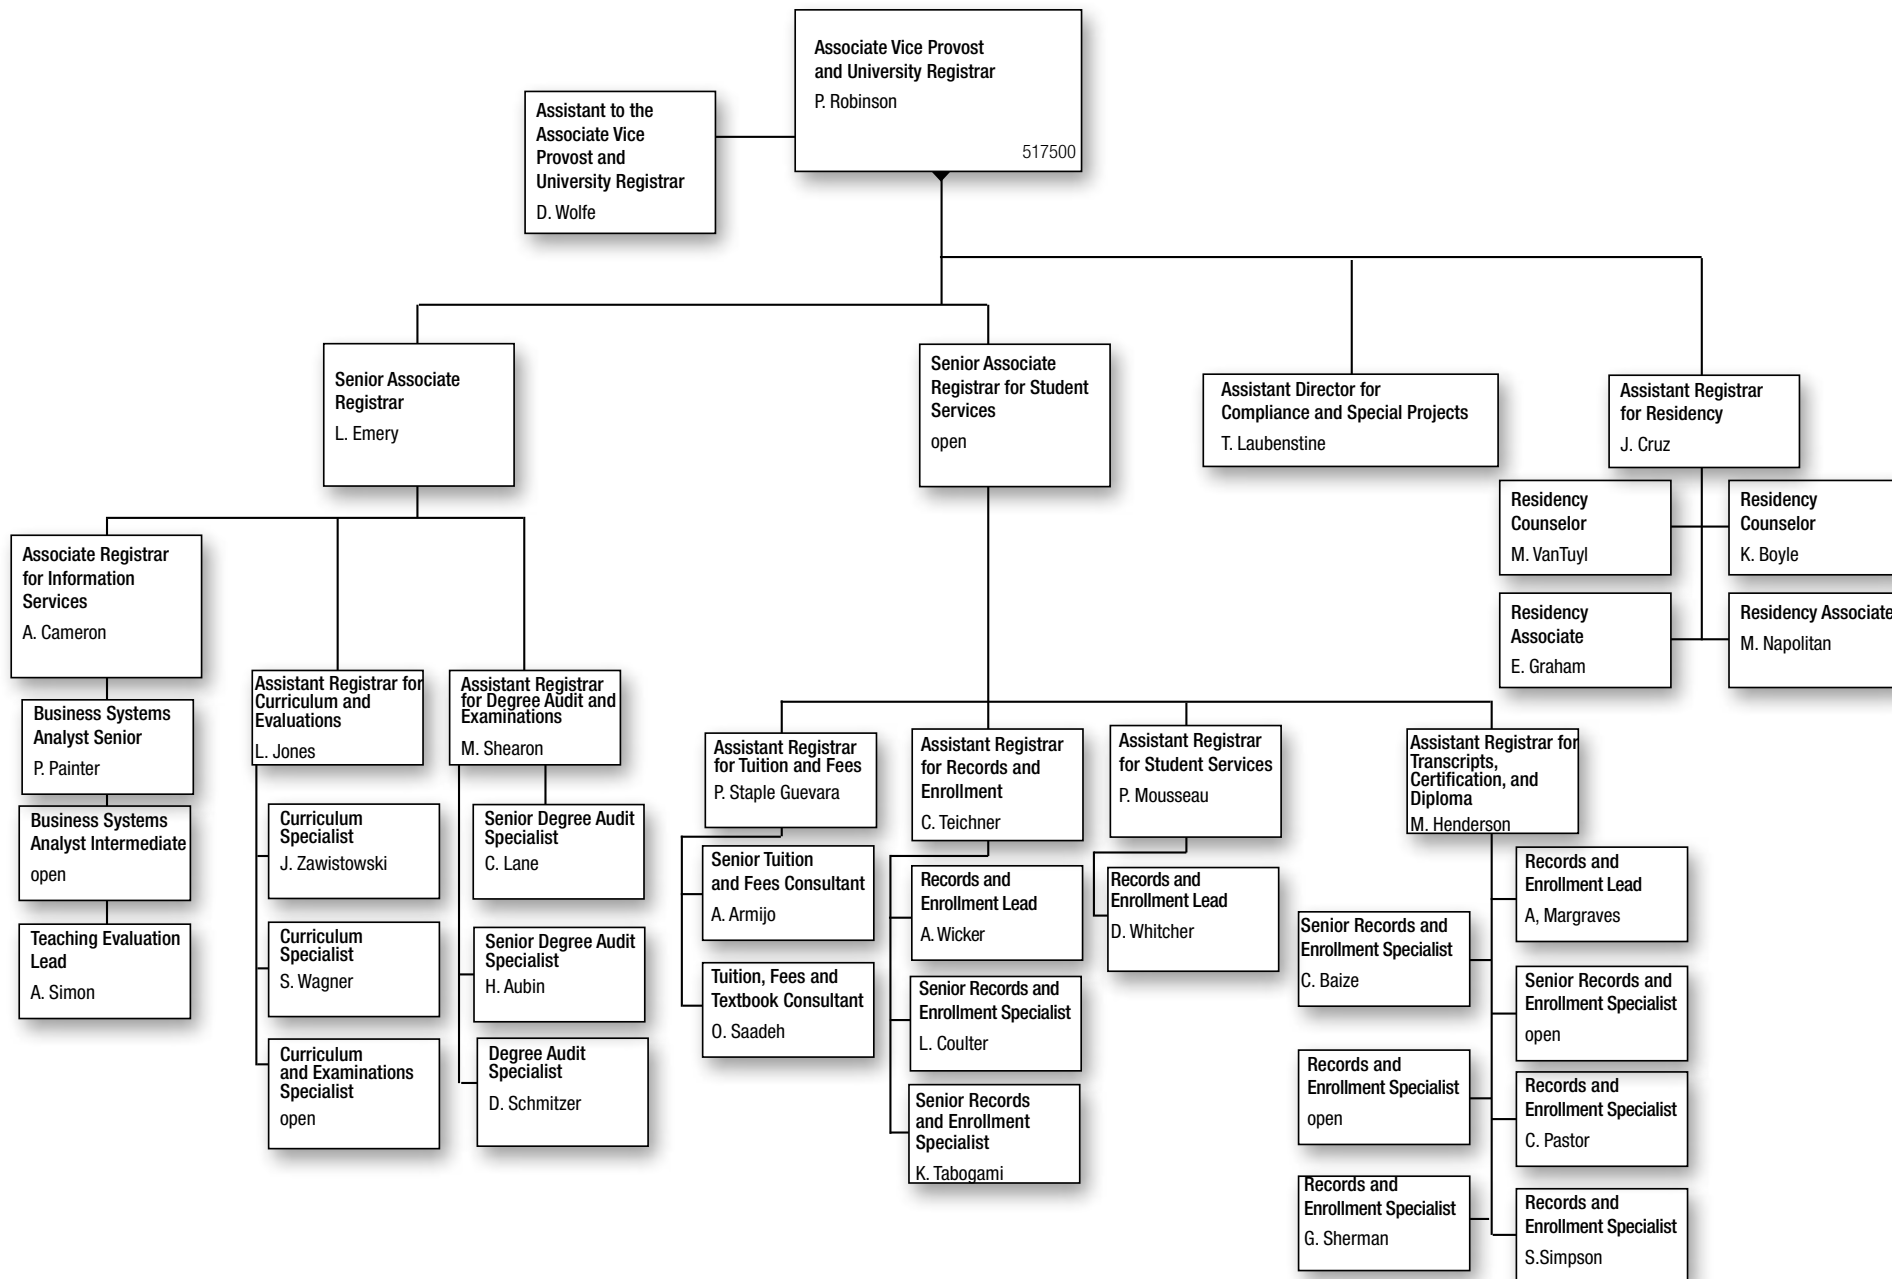 Associate Vice Provost
and University Registrar
P. Robinson
517500
Assistant to the
Associate Vice
Provost and
University Registrar
D. Wolfe
Senior Associate
Registrar
L. Emery
Senior Associate
Registrar for Student
Services
open
Assistant Director for
Compliance and Special Projects
T. Laubenstine
Assistant Registrar
for Residency
J. Cruz
Residency
Counselor
M. VanTuyl
Residency
Counselor
K. Boyle
Residency
Associate
E. Graham
Residency Associate
M. Napolitan
Associate Registrar
for Information
Services
A. Cameron
Business Systems
Analyst Senior
P. Painter
Business Systems
Analyst Intermediate
open
Teaching Evaluation
Lead
A. Simon
Assistant Registrar for
Curriculum and
Evaluations
L. Jones
Curriculum
Specialist
J. Zawistowski
Curriculum
Specialist
S. Wagner
Curriculum
and Examinations
Specialist
open
Assistant Registrar
for Degree Audit and
Examinations
M. Shearon
Senior Degree Audit
Specialist
C. Lane
Senior Degree Audit
Specialist
H. Aubin
Degree Audit
Specialist
D. Schmitzer
Assistant Registrar
for Tuition and Fees
P. Staple Guevara
Senior Tuition
and Fees Consultant
A. Armijo
Tuition, Fees and
Textbook Consultant
O. Saadeh
Assistant Registrar
for Records and
Enrollment
C. Teichner
Records and
Enrollment Lead
A. Wicker
Senior Records and
Enrollment Specialist
L. Coulter
Senior Records
and Enrollment
Specialist
K. Tabogami
Assistant Registrar
for Student Services
P. Mousseau
Records and
Enrollment Lead
D. Whitcher
Assistant Registrar for
Transcripts,
Certification, and
Diploma
M. Henderson
Records and
Enrollment Lead
A, Margraves
Senior Records and
Enrollment Specialist
C. Baize
Senior Records and
Enrollment Specialist
open
Records and
Enrollment Specialist
open
Records and
Enrollment Specialist
C. Pastor
Records and
Enrollment Specialist
G. Sherman
Records and
Enrollment Specialist
S.Simpson